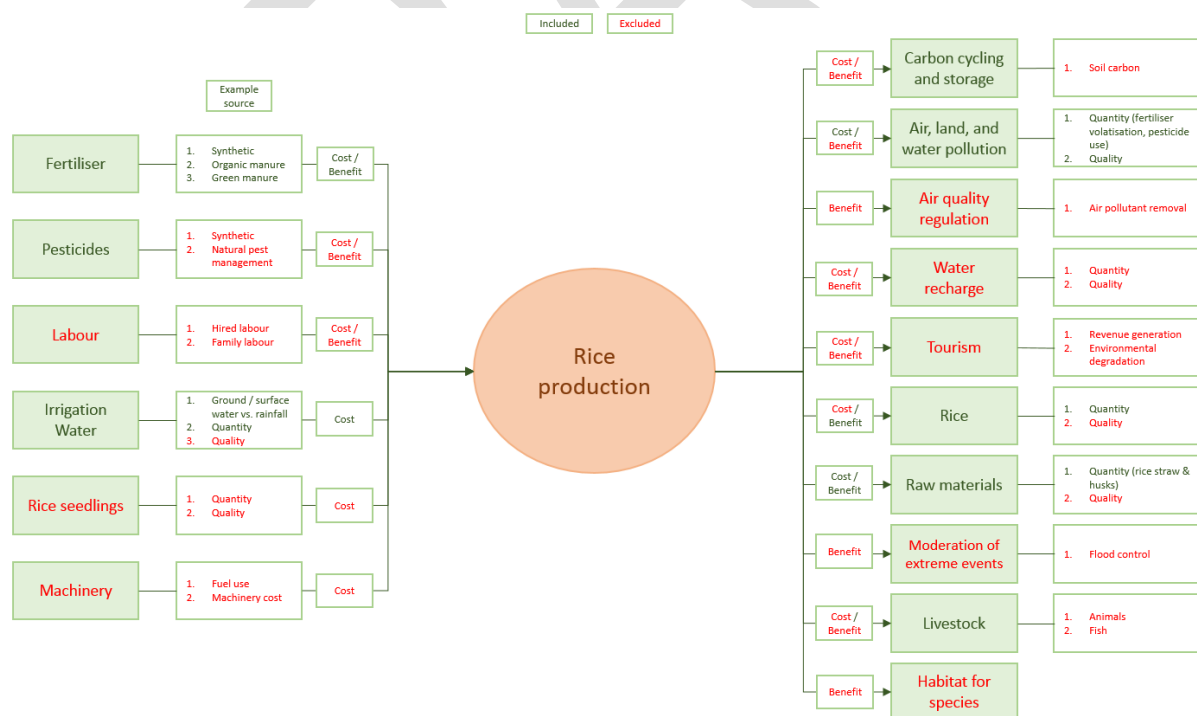 Included
Excluded
Example
source
Fertiliser
1. Synthetic
2. Organic manure
3. Green manure
Cost /
Benefit
Pesticides
1. Synthetic
2. Natural pest
management
Cost /
Benefit
Labour
1. Hired labour
2. Family labour
Cost /
Benefit
Irrigation
Water
1. Ground / surface
water vs. rainfall
2. Quantity
3. Quality
Cost
Rice seedlings
1. Quantity
2. Quality
Cost
Machinery
1. Fuel use
2. Machinery cost
Cost
Rice
production
Cost /
Benefit
Carbon cycling
and storage
1. Soil carbon
Cost /
Benefit
Air, land, and
water pollution
1. Quantity (fertiliser
volatisation, pesticide
use)
2. Quality
Benefit
Air quality
regulation
1. Air pollutant removal
Cost /
Benefit
Water
recharge
1. Quantity
2. Quality
Cost /
Benefit
Tourism
1. Revenue generation
2. Environmental
degradation
Cost /
Benefit
Rice
1. Quantity
2. Quality
Cost /
Benefit
Raw materials
1. Quantity (rice straw &
husks)
2. Quality
Benefit
Moderation of
extreme events
1. Flood control
Cost /
Benefit
Livestock
1. Animals
2. Fish
Benefit
Habitat for
species